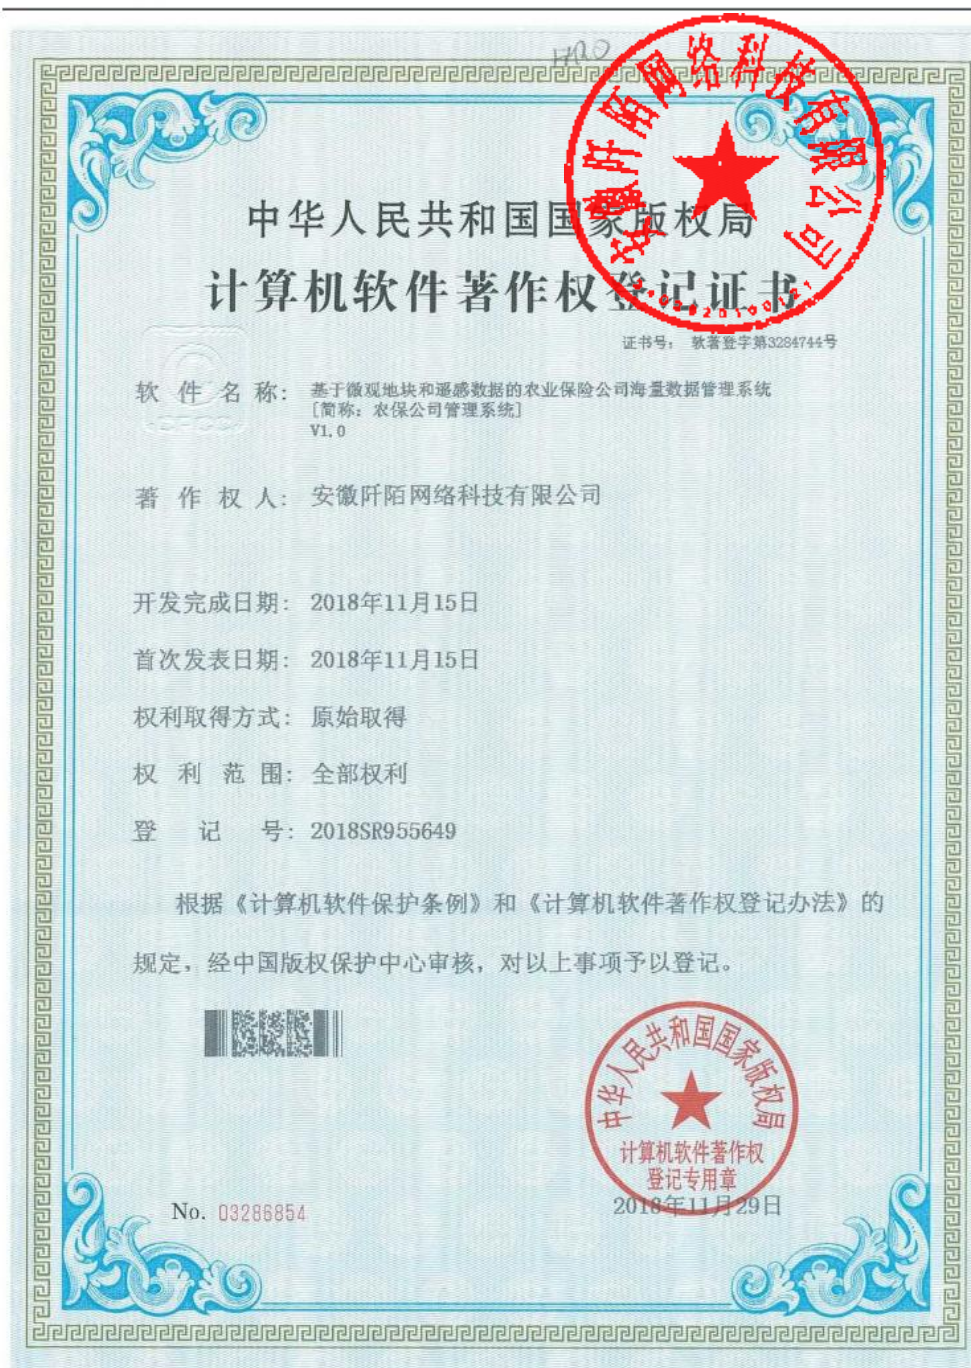 安徽阡陌网络科技有限公司
中华人民共和国国家版权局
计算机软件著作权登记证书
证书号： 软著登字第3284744号
软 件 名 称： 基于微观地块和遥感数据的农业保险公司海量数据管理系统
[简称：农保公司管理系统]
V1.0
著 作 权 人： 安徽阡陌网络科技有限公司
开发完成日期： 2018年11月15日
首次发表日期： 2018年11月15日
权利取得方式： 原始取得
权 利 范 围： 全部权利
登 记 号： 2018SR955649
根据《计算机软件保护条例》和《计算机软件著作权登记办法》的
规定，经中国版权保护中心审核，对以上事项予以登记。
中华人民共和国国家版权局
计算机软件著作权
登记专用章
2018年11月29日
No. 03286854